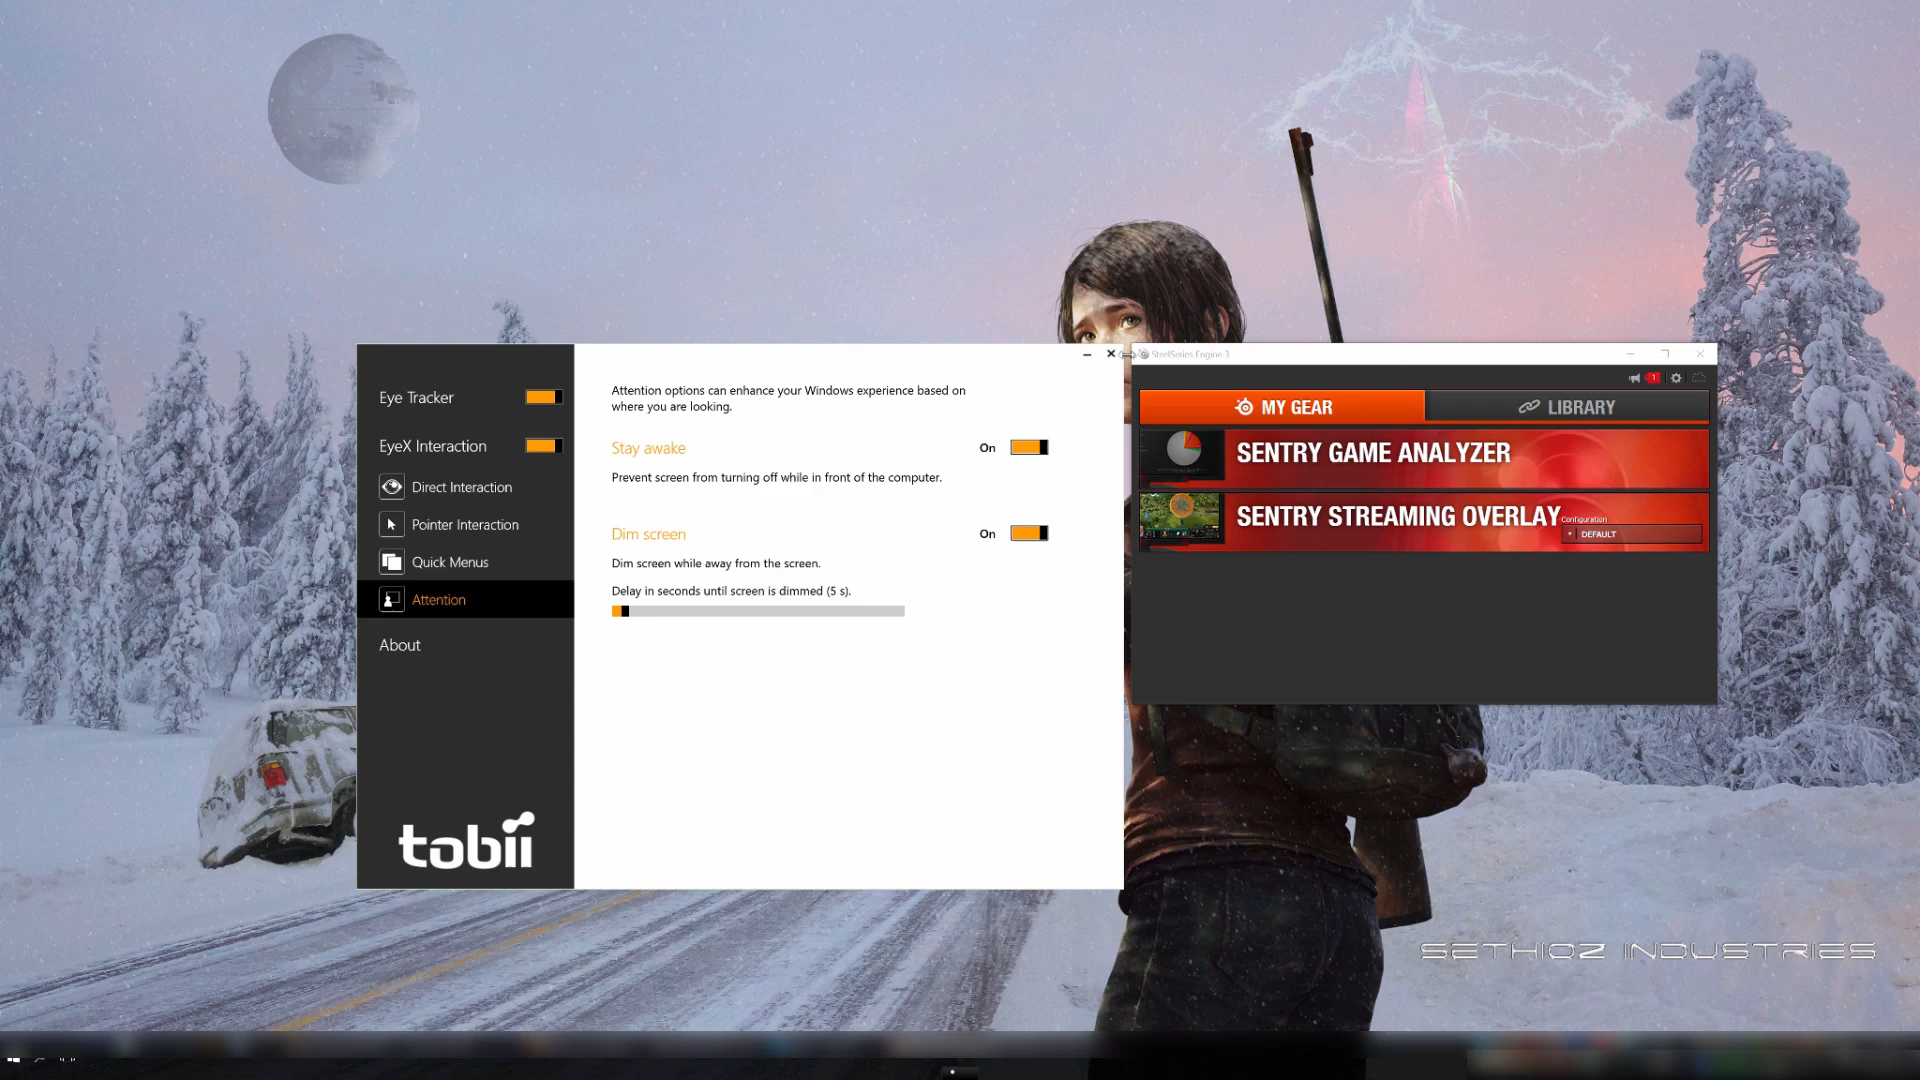 Eye Tracker
EyeX Interaction
Direct Interaction
Pointer Interaction
Quick Menus
Attention
About
tobii
Attention options can enhance your Windows experience based on
where you are looking.
Stay awake
On
Prevent screen from turning off while in front of the computer.
Dim screen
On
Dim screen while away from the screen.
Delay in seconds until screen is dimmed (5 s).
SteelSeries Engine 3
1
MY GEAR
LIBRARY
SENTRY GAME ANALYZER
SENTRY STREAMING OVERLAY
Configuration
DEFAULT
SETHIOZ INDUSTRIES